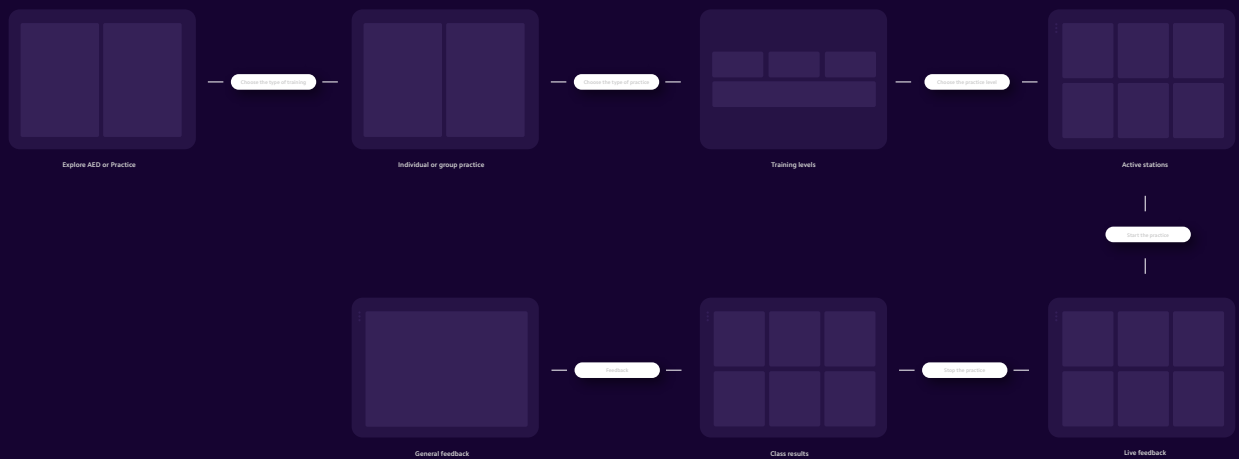 Choose the type of training
Choose the type of practice
Choose the practice level
Explore AED or Practice
Individual or group practice
Training levels
Active stations
Start the practice
Feedback
Stop the practice
General feedback
Class results
Live feedback